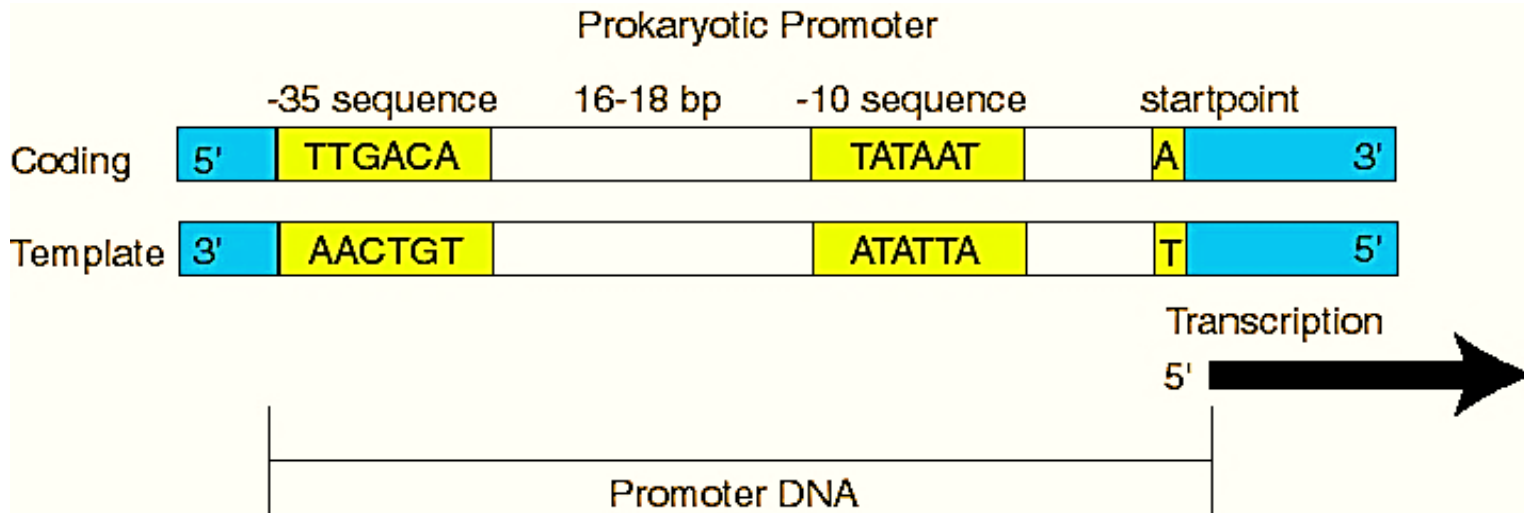 Prokaryotic Promoter
-35 sequence 16-18 bp -10 sequence startpoint
Coding 5' TTGACA TATAAT A 3'
Template 3' AACTGT ATATTA T 5'
Transcription
5'
Promoter DNA